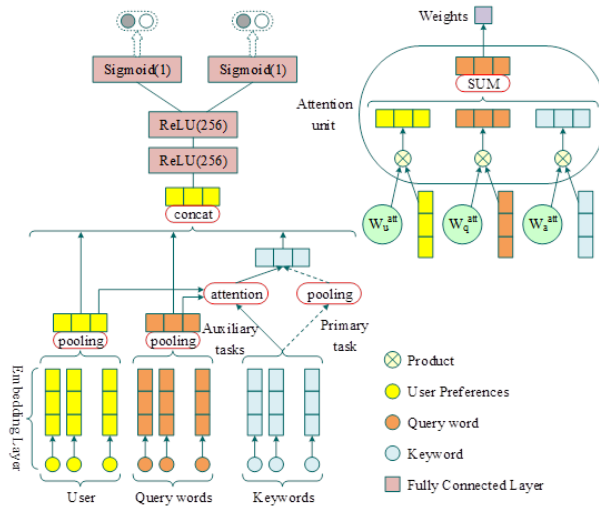 Sigmoid(1)
Sigmoid(1)
ReLU(256)
ReLU(256)
concat
attention
pooling
pooling
pooling
Auxiliary
tasks
Primary
task
Embedding Layer
User
Query words
Keywords
Weights
SUM
Attention
unit
W_u^att
W_q^att
W_a^att
Product
User Preferences
Query word
Keyword
Fully Connected Layer